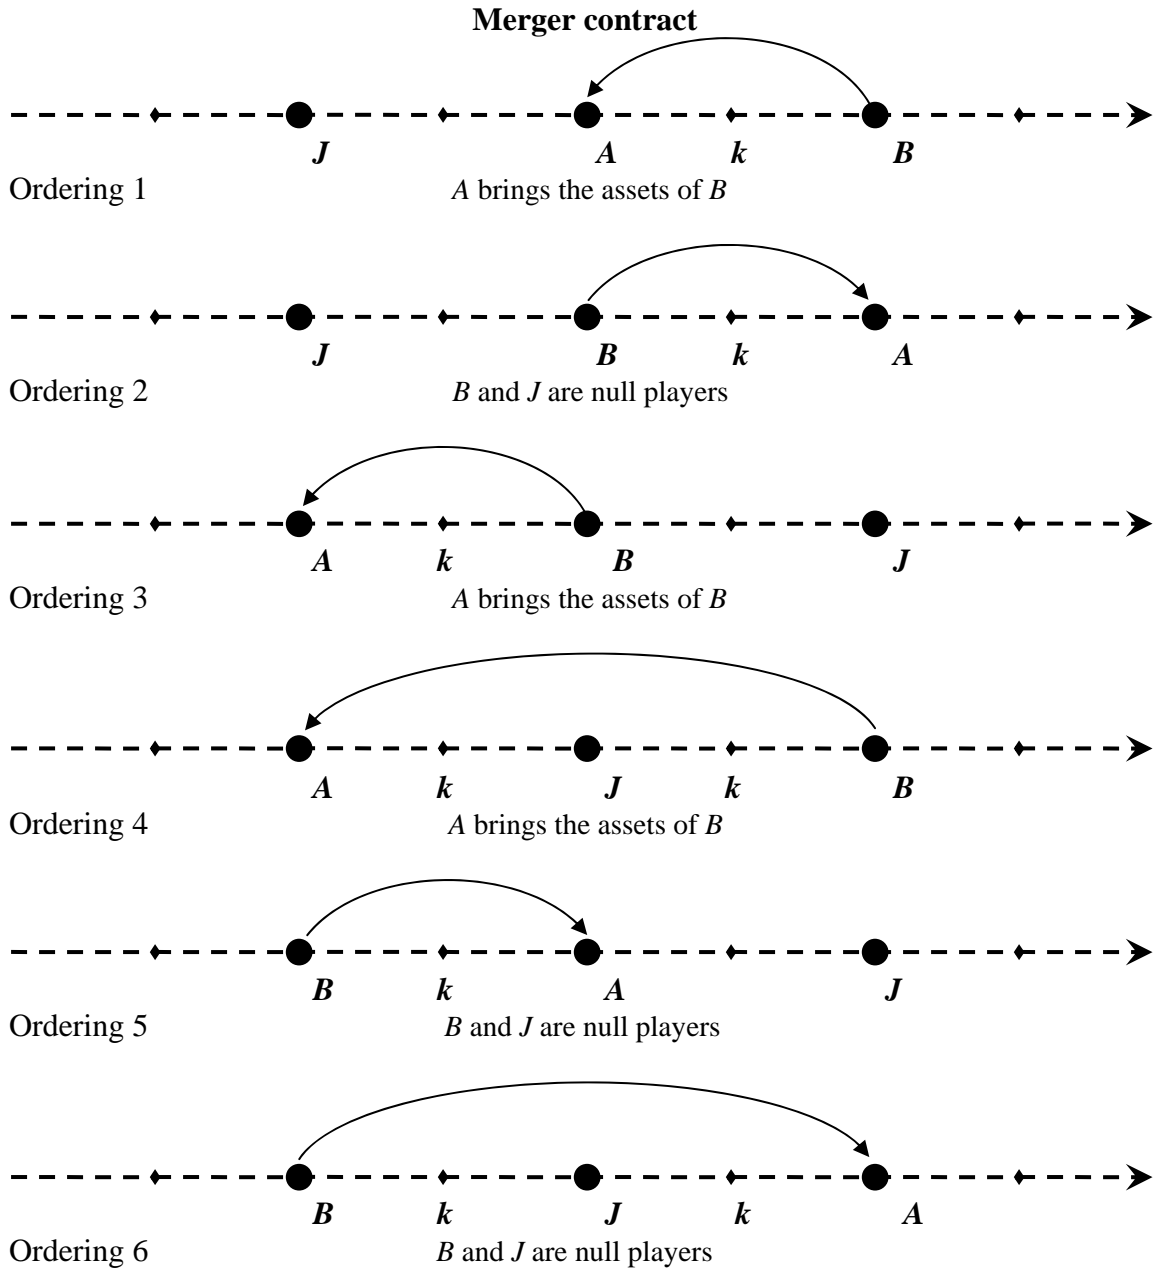 Merger contract
J A k B
Ordering 1 A brings the assets of B
J B k A
Ordering 2 B and J are null players
A k B J
Ordering 3 A brings the assets of B
A k J k B
Ordering 4 A brings the assets of B
B k A J
Ordering 5 B and J are null players
B k J k A
Ordering 6 B and J are null players